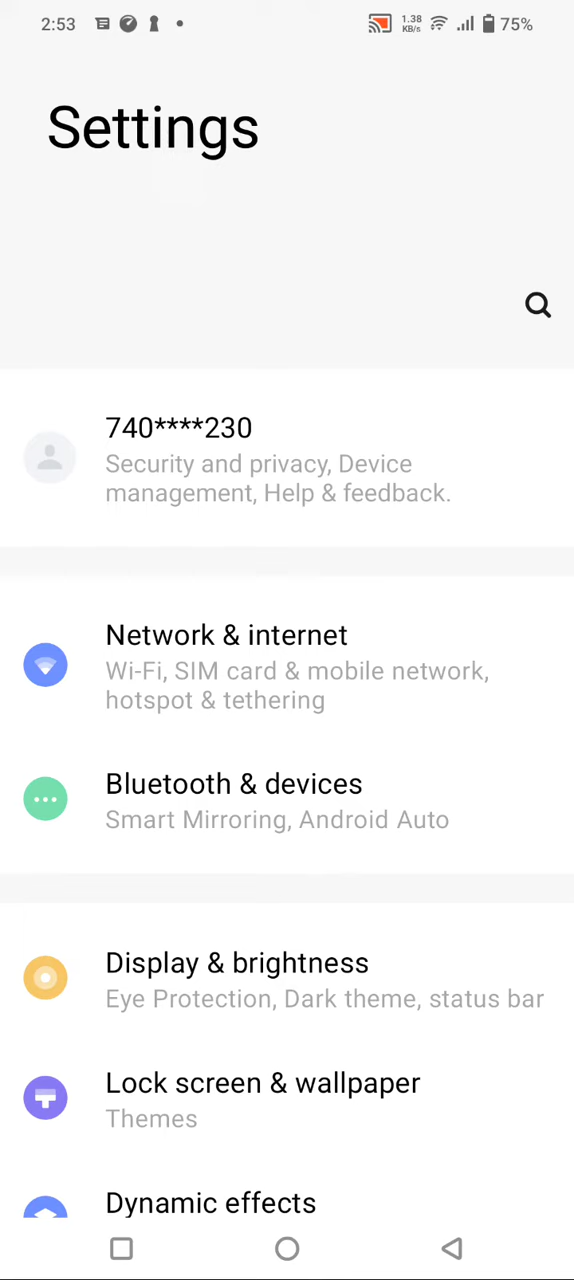 2:53 1.38 KB/s 75%
Settings
740****230
Security and privacy, Device
management, Help & feedback.
Network & internet
Wi-Fi, SIM card & mobile network,
hotspot & tethering
Bluetooth & devices
Smart Mirroring, Android Auto
Display & brightness
Eye Protection, Dark theme, status bar
Lock screen & wallpaper
Themes
Dynamic effects